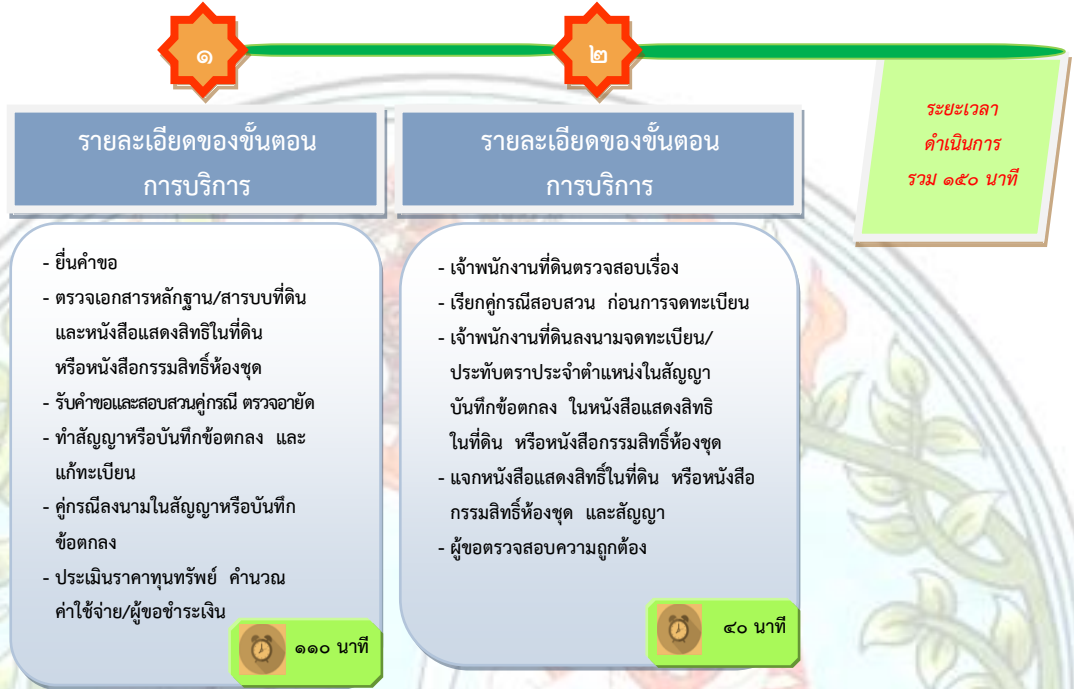 ๑
๒
รายละเอียดของขั้นตอน
การบริการ
รายละเอียดของขั้นตอน
การบริการ
ระยะเวลา
ดำเนินการ
รวม ๑๕๐ นาที
- ยื่นคำขอ
- ตรวจเอกสารหลักฐาน/สารบบที่ดิน
และหนังสือแสดงสิทธิในที่ดิน
หรือหนังสือกรรมสิทธิ์ห้องชุด
- รับคำขอและสอบสวนคู่กรณี ตรวจอายัด
- ทำสัญญาหรือบันทึกข้อตกลง และ
แก้ทะเบียน
- คู่กรณีลงนามในสัญญาหรือบันทึก
ข้อตกลง
- ประเมินราคาทุนทรัพย์ คำนวณ
ค่าใช้จ่าย/ผู้ขอชำระเงิน
๑๑๐ นาที
- เจ้าพนักงานที่ดินตรวจสอบเรื่อง
- เรียกคู่กรณีสอบสวน ก่อนการจดทะเบียน
- เจ้าพนักงานที่ดินลงนามจดทะเบียน/
ประทับตราประจำตำแหน่งในสัญญา
บันทึกข้อตกลง ในหนังสือแสดงสิทธิ
ในที่ดิน หรือหนังสือกรรมสิทธิ์ห้องชุด
- แจกหนังสือแสดงสิทธิ์ในที่ดิน หรือหนังสือ
กรรมสิทธิ์ห้องชุด และสัญญา
- ผู้ขอตรวจสอบความถูกต้อง
๔๐ นาที